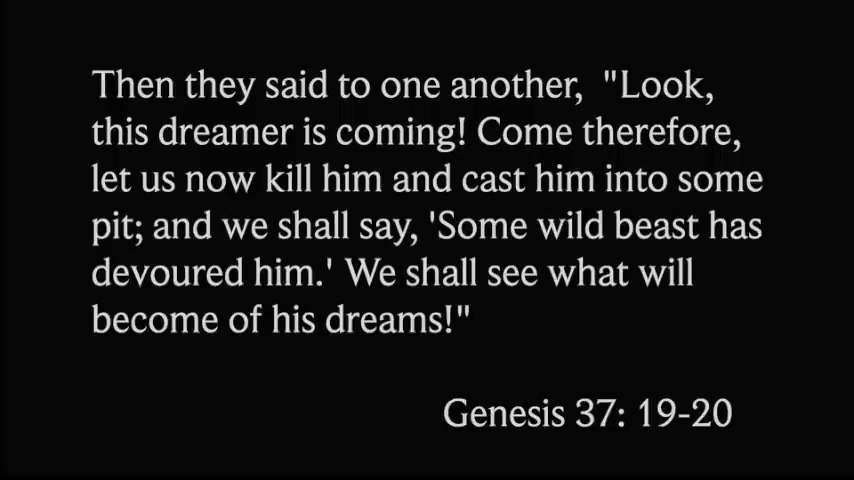 Then they said to one another,  "Look,
this dreamer is coming! Come therefore,
let us now kill him and cast him into some
pit; and we shall say, 'Some wild beast has
devoured him.' We shall see what will
become of his dreams!"
Genesis 37: 19-20